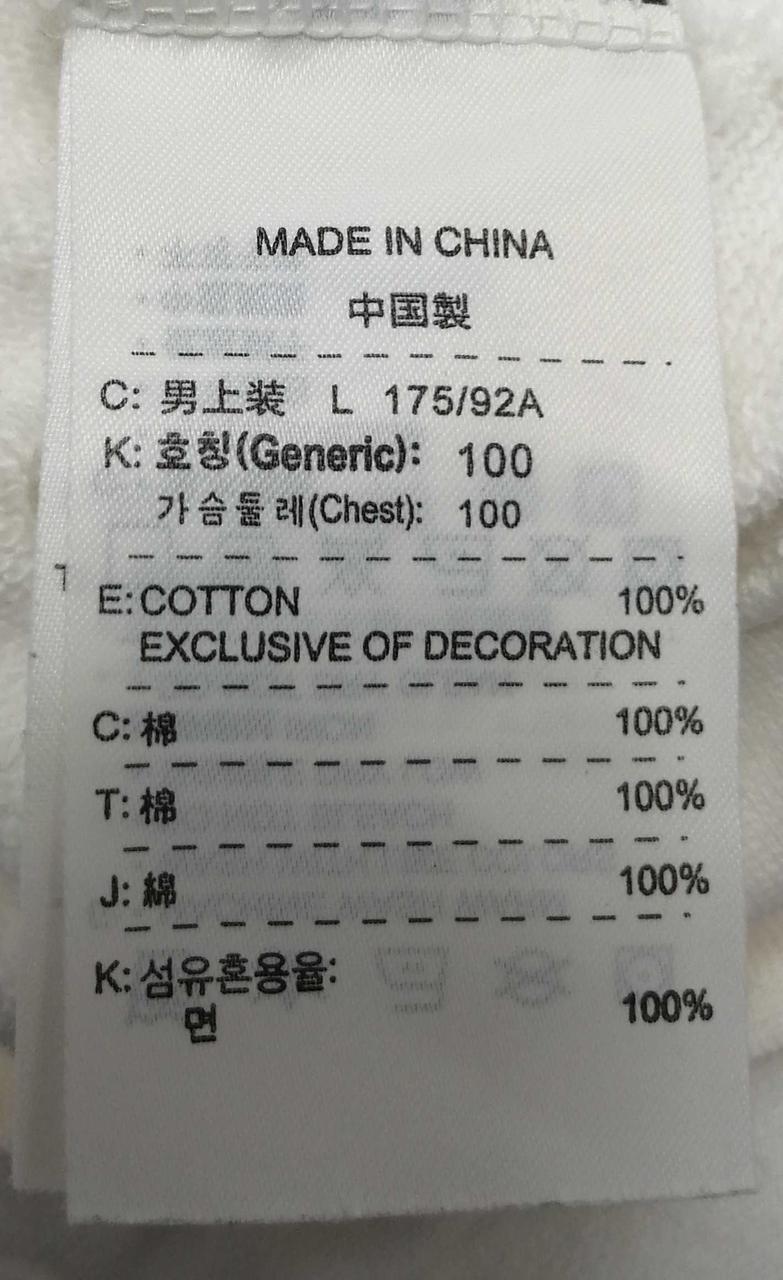 MADE IN CHINA
中国製
C: 男上装 L 175/92A
K: 호칭(Generic): 100
가슴둘레(Chest): 100
E: COTTON 100%
EXCLUSIVE OF DECORATION
C: 棉 100%
T: 棉 100%
J: 綿 100%
K: 섬유혼용율:
면 100%